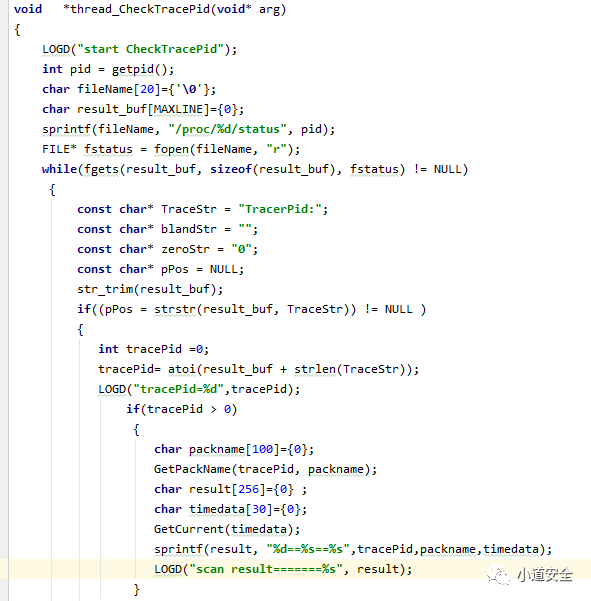 void   *thread_CheckTracePid(void* arg)
{
    LOGD("start CheckTracePid");
    int pid = getpid();
    char fileName[20]={'\0'};
    char result_buf[MAXLINE]={0};
    sprintf(fileName, "/proc/%d/status", pid);
    FILE* fstatus = fopen(fileName, "r");
    while(fgets(result_buf, sizeof(result_buf), fstatus) != NULL)
     {
         const char* TraceStr = "TracerPid:";
         const char* blandStr = "";
         const char* zeroStr = "0";
         const char* pPos = NULL;
         str_trim(result_buf);
         if((pPos = strstr(result_buf, TraceStr)) != NULL )
         {
            int tracePid =0;
            tracePid= atoi(result_buf + strlen(TraceStr));
            LOGD("tracePid=%d",tracePid);
                if(tracePid > 0)
                 {
                    char packname[100]={0};
                    GetPackName(tracePid, packname);
                    char result[256]={0} ;
                    char timedata[30]={0};
                    GetCurrent(timedata);
                    sprintf(result, "%d==%s==%s",tracePid,packname,timedata);
                    LOGD("scan result=======%s", result);
                 }
小道安全